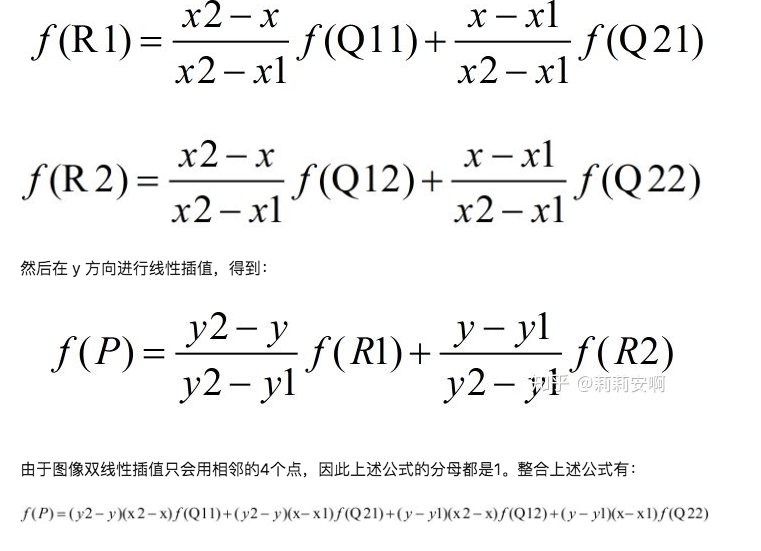 f(R1) = \frac{x2-x}{x2-x1} f(Q11) + \frac{x-x1}{x2-x1} f(Q21)
f(R2) = \frac{x2-x}{x2-x1} f(Q12) + \frac{x-x1}{x2-x1} f(Q22)
然后在 y 方向进行线性插值，得到：
f(P) = \frac{y2-y}{y2-y1} f(R1) + \frac{y-y1}{y2-y1} f(R2)
知乎 @莉莉安啊
由于图像双线性插值只会用相邻的4个点，因此上述公式的分母都是1。整合上述公式有：
f(P)=(y2-y)(x2-x)f(Q11)+(y2-y)(x-x1)f(Q21)+(y-y1)(x2-x)f(Q12)+(y-y1)(x-x1)f(Q22)